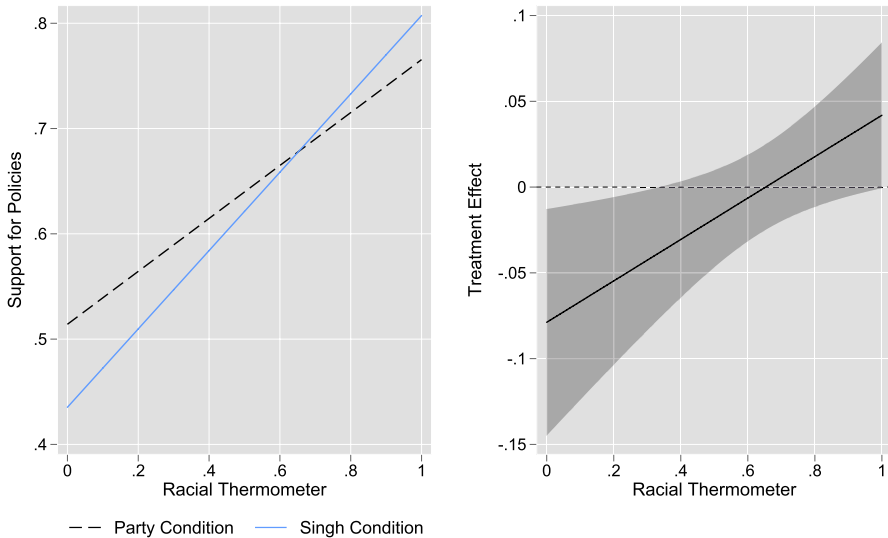 .8
.7
.6
.5
.4
Support for Policies
0 .2 .4 .6 .8 1
Racial Thermometer
Party Condition Singh Condition
.1
.05
0
-.05
-.1
-.15
Treatment Effect
0 .2 .4 .6 .8 1
Racial Thermometer